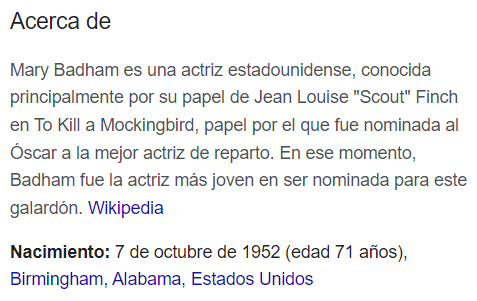 Acerca de
Mary Badham es una actriz estadounidense, conocida
principalmente por su papel de Jean Louise "Scout" Finch
en To Kill a Mockingbird, papel por el que fue nominada al
Óscar a la mejor actriz de reparto. En ese momento,
Badham fue la actriz más joven en ser nominada para este
galardón. Wikipedia
Nacimiento: 7 de octubre de 1952 (edad 71 años),
Birmingham, Alabama, Estados Unidos